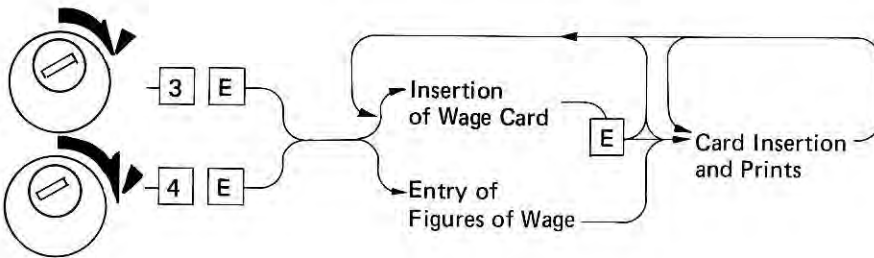 3 E
Insertion
of Wage Card
E
Card Insertion
and Prints
4 E
Entry of
Figures of Wage